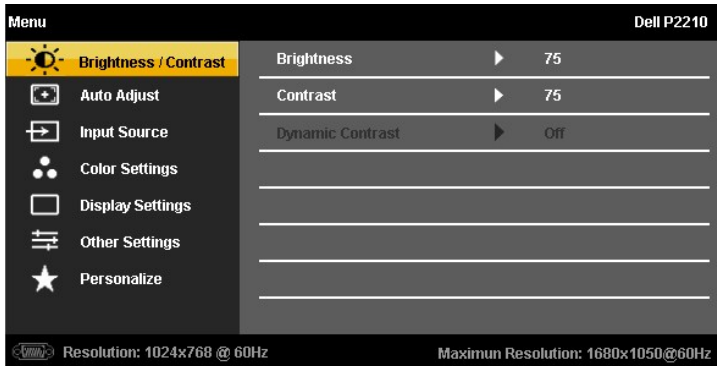 Menu Dell P2210
Brightness / Contrast Brightness 75
Auto Adjust Contrast 75
Input Source Dynamic Contrast Off
Color Settings
Display Settings
Other Settings
Personalize
Resolution: 1024x768 @ 60Hz Maximun Resolution: 1680x1050@60Hz